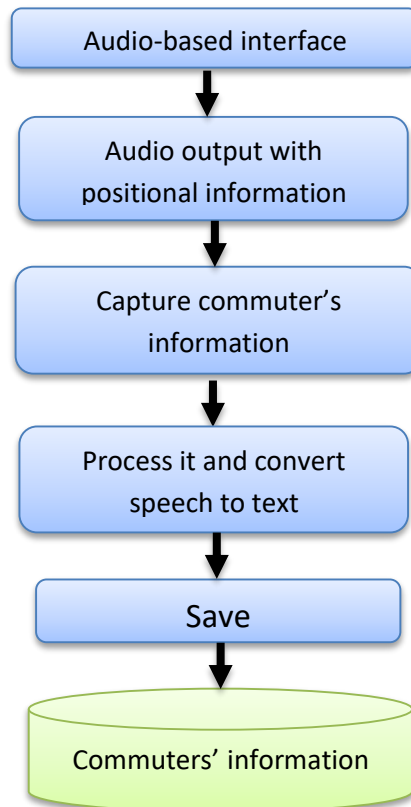 Audio-based interface
Audio output with
positional information
Capture commuter’s
information
Process it and convert
speech to text
Save
Commuters’ information